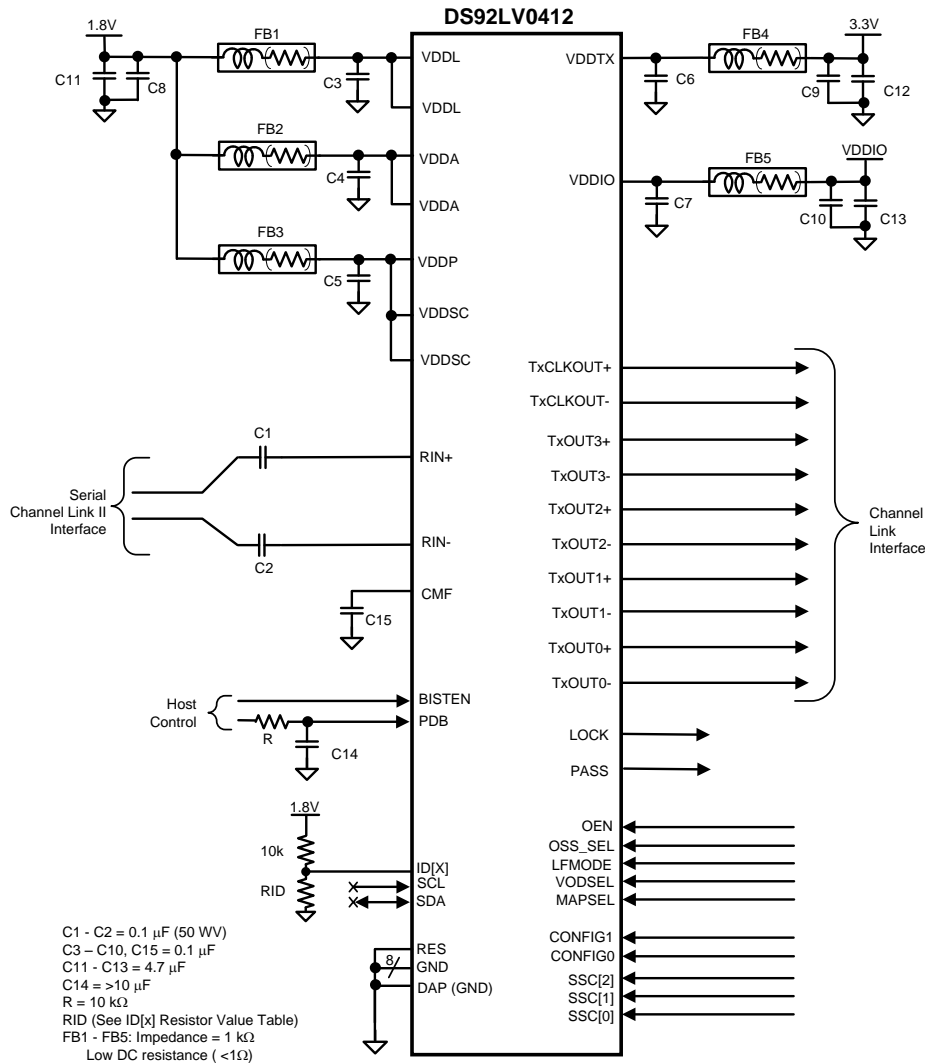 DS92LV0412
1.8V
FB1
C11
C8
C3
VDDL
VDDL
FB2
C4
VDDA
VDDA
FB3
C5
VDDP
VDDSC
VDDSC
VDDTX
C6
FB4
3.3V
C9
C12
VDDIO
C7
FB5
VDDIO
C10
C13
Serial
Channel Link II
Interface
C1
RIN+
C2
RIN-
CMF
C15
Host
Control
BISTEN
PDB
R
C14
1.8V
10k
RID
ID[X]
SCL
SDA
RES
8
GND
DAP (GND)
TxCLKOUT+
TxCLKOUT-
TxOUT3+
TxOUT3-
TxOUT2+
TxOUT2-
TxOUT1+
TxOUT1-
TxOUT0+
TxOUT0-
Channel
Link
Interface
LOCK
PASS
OEN
OSS_SEL
LFMODE
VODSEL
MAPSEL
CONFIG1
CONFIG0
SSC[2]
SSC[1]
SSC[0]
C1 - C2 = 0.1 μF (50 WV)
C3 – C10, C15 = 0.1 μF
C11 - C13 = 4.7 μF
C14 = >10 μF
R = 10 kΩ
RID (See ID[x] Resistor Value Table)
FB1 - FB5: Impedance = 1 kΩ
Low DC resistance ( <1Ω)